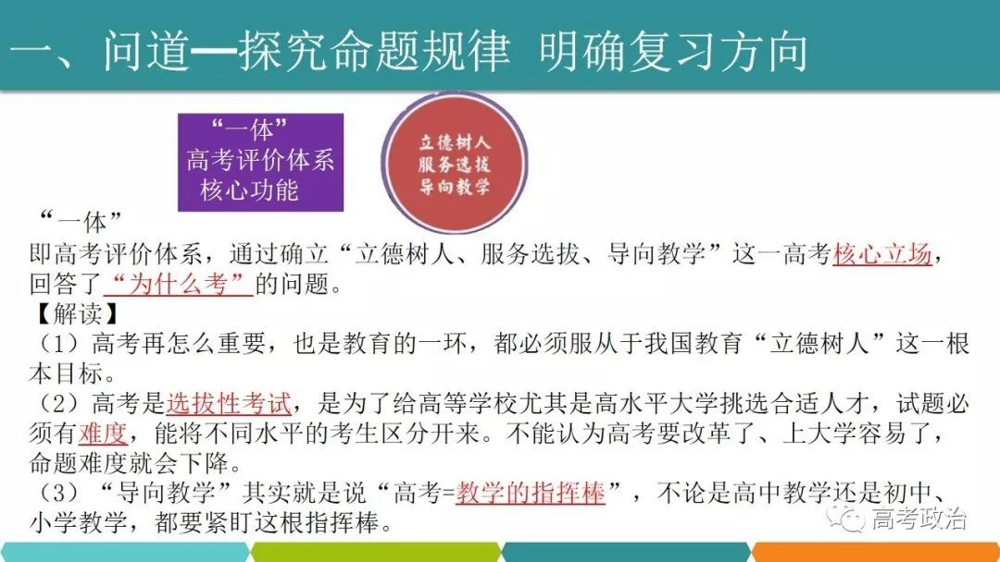 一、问道—探究命题规律 明确复习方向
“一体”
高考评价体系
核心功能
立德树人
服务选拔
导向教学
“一体”
即高考评价体系，通过确立“立德树人、服务选拔、导向教学”这一高考核心立场，
回答了“为什么考”的问题。
【解读】
（1）高考再怎么重要，也是教育的一环，都必须服从于我国教育“立德树人”这一根
本目标。
（2）高考是选拔性考试，是为了给高等学校尤其是高水平大学挑选合适人才，试题必
须有难度，能将不同水平的考生区分开来。不能认为高考要改革了、上大学容易了，
命题难度就会下降。
（3）“导向教学”其实就是说“高考=教学的指挥棒”，不论是高中教学还是初中、
小学教学，都要紧盯这根指挥棒。
高考政治